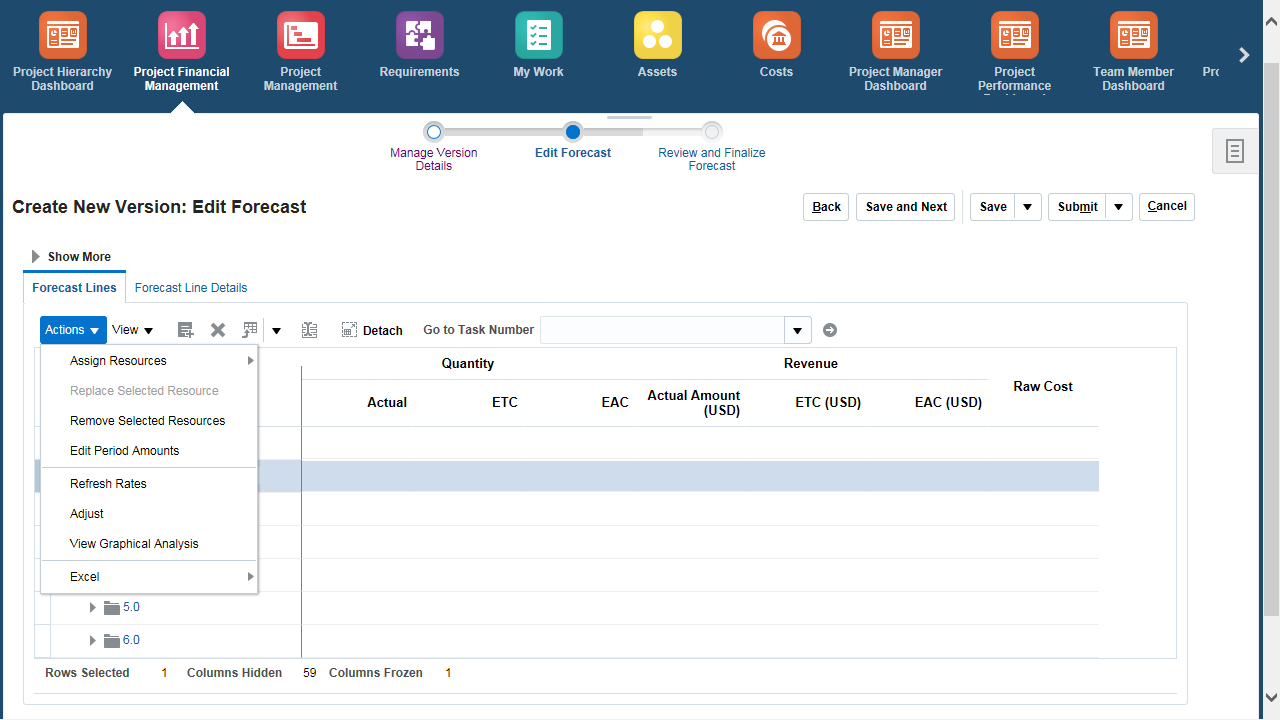 Project Hierarchy
Dashboard
Project Financial
Management
Project
Management
Requirements
My Work
Assets
Costs
Project Manager
Dashboard
Project
Performance
Team Member
Dashboard
Manage Version
Details
Edit Forecast
Review and Finalize
Forecast
Create New Version: Edit Forecast
Back
Save and Next
Save
Submit
Cancel
Show More
Forecast Lines
Forecast Line Details
Actions
View
Detach
Go to Task Number
Assign Resources
Replace Selected Resource
Remove Selected Resources
Edit Period Amounts
Refresh Rates
Adjust
View Graphical Analysis
Excel
Quantity
Revenue
Raw Cost
Actual
ETC
EAC
Actual Amount
(USD)
ETC (USD)
EAC (USD)
5.0
6.0
Rows Selected 1 Columns Hidden 59 Columns Frozen 1